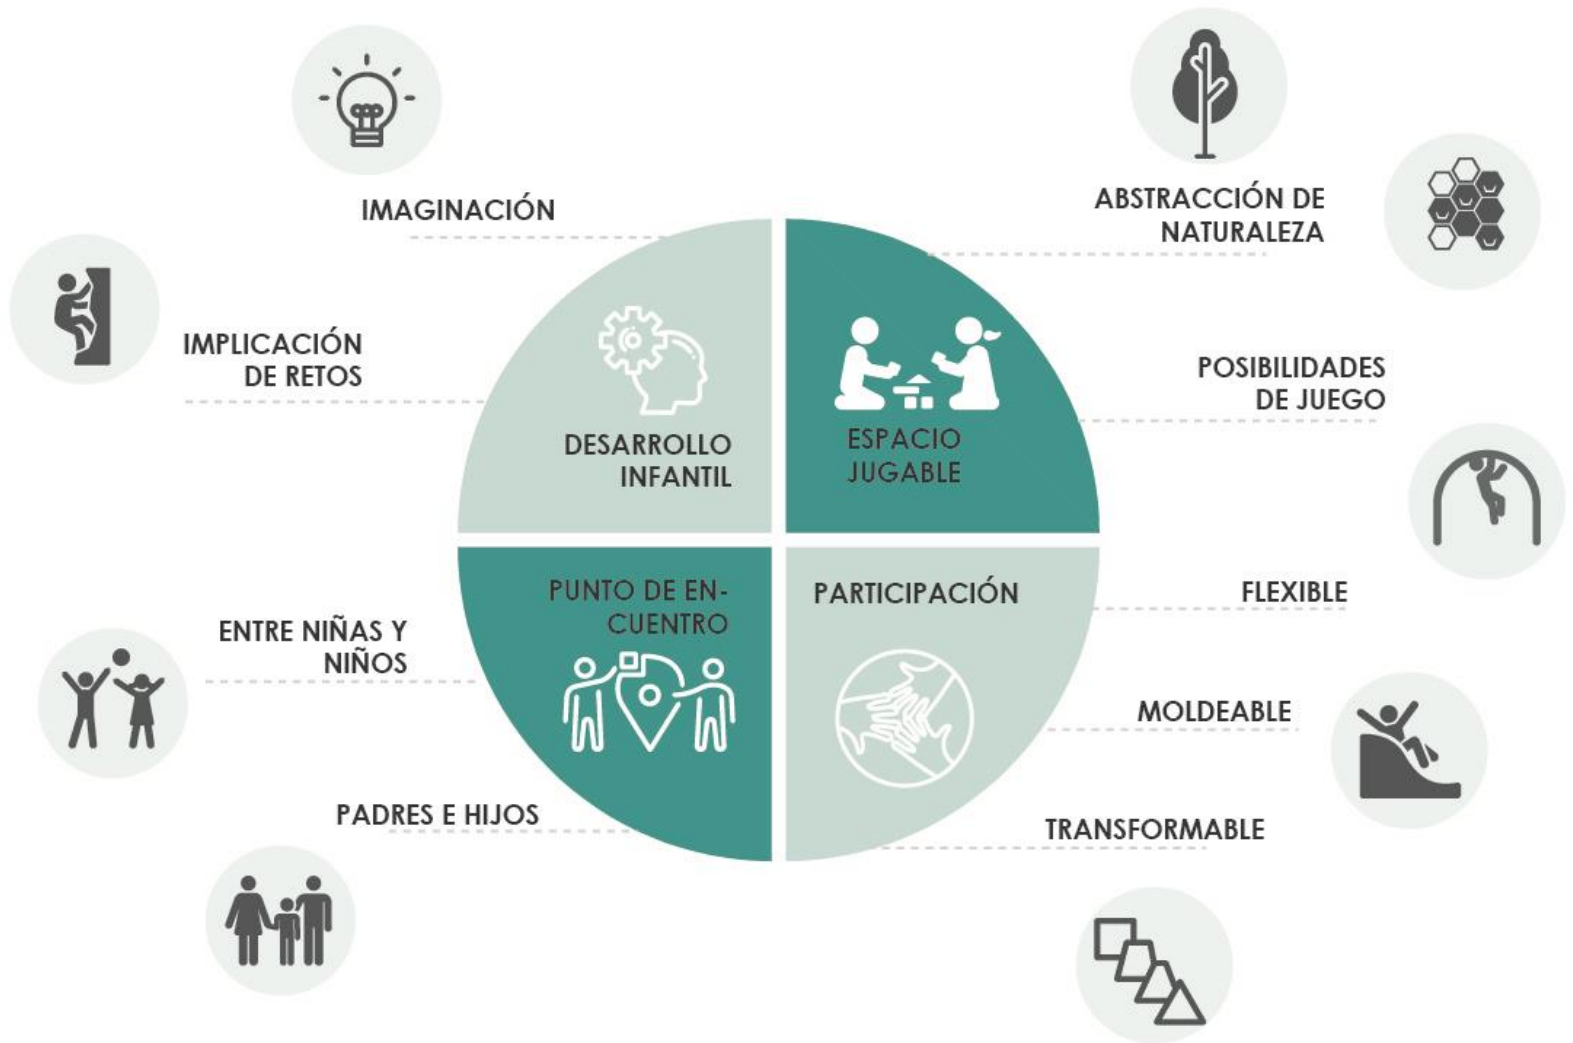 IMAGINACIÓN
IMPLICACIÓN
DE RETOS
DESARROLLO
INFANTIL
ABSTRACCIÓN DE
NATURALEZA
POSIBILIDADES
DE JUEGO
ESPACIO
JUGABLE
PUNTO DE EN-
CUENTRO
ENTRE NIÑAS Y
NIÑOS
PADRES E HIJOS
PARTICIPACIÓN
FLEXIBLE
MOLDEABLE
TRANSFORMABLE